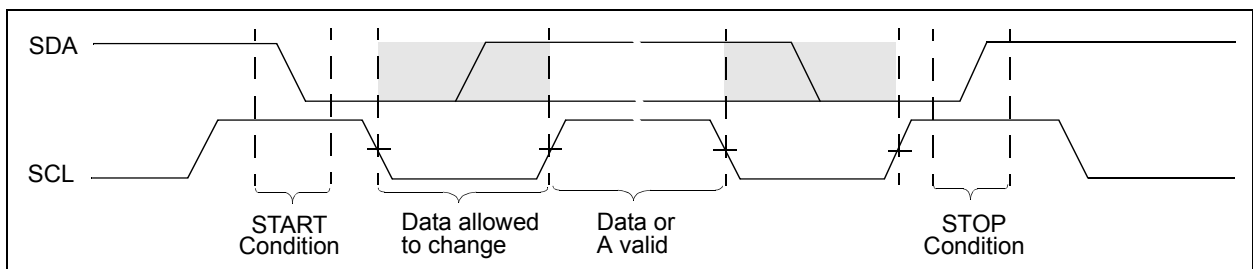 SDA
SCL
START
Condition
Data allowed
to change
Data or
A valid
STOP
Condition